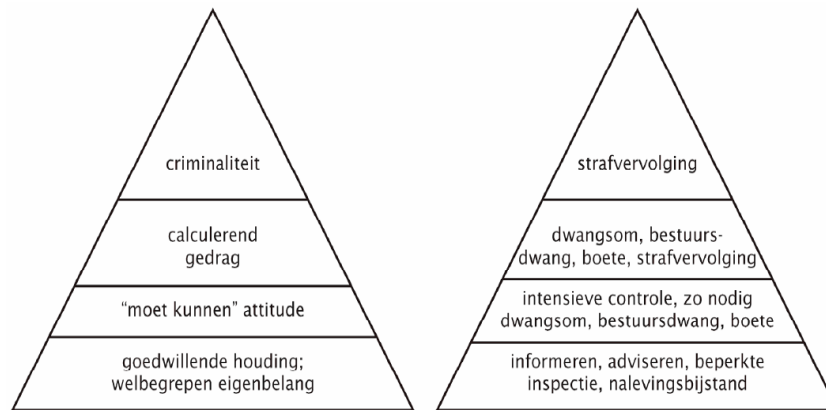 criminaliteit
calculerend
gedrag
“moet kunnen” attitude
goedwillende houding;
welbegrepen eigenbelang
strafvervolging
dwangsom, bestuurs-
dwang, boete, strafvervolging
intensieve controle, zo nodig
dwangsom, bestuursdwang, boete
informeren, adviseren, beperkte
inspectie, nalevingsbijstand